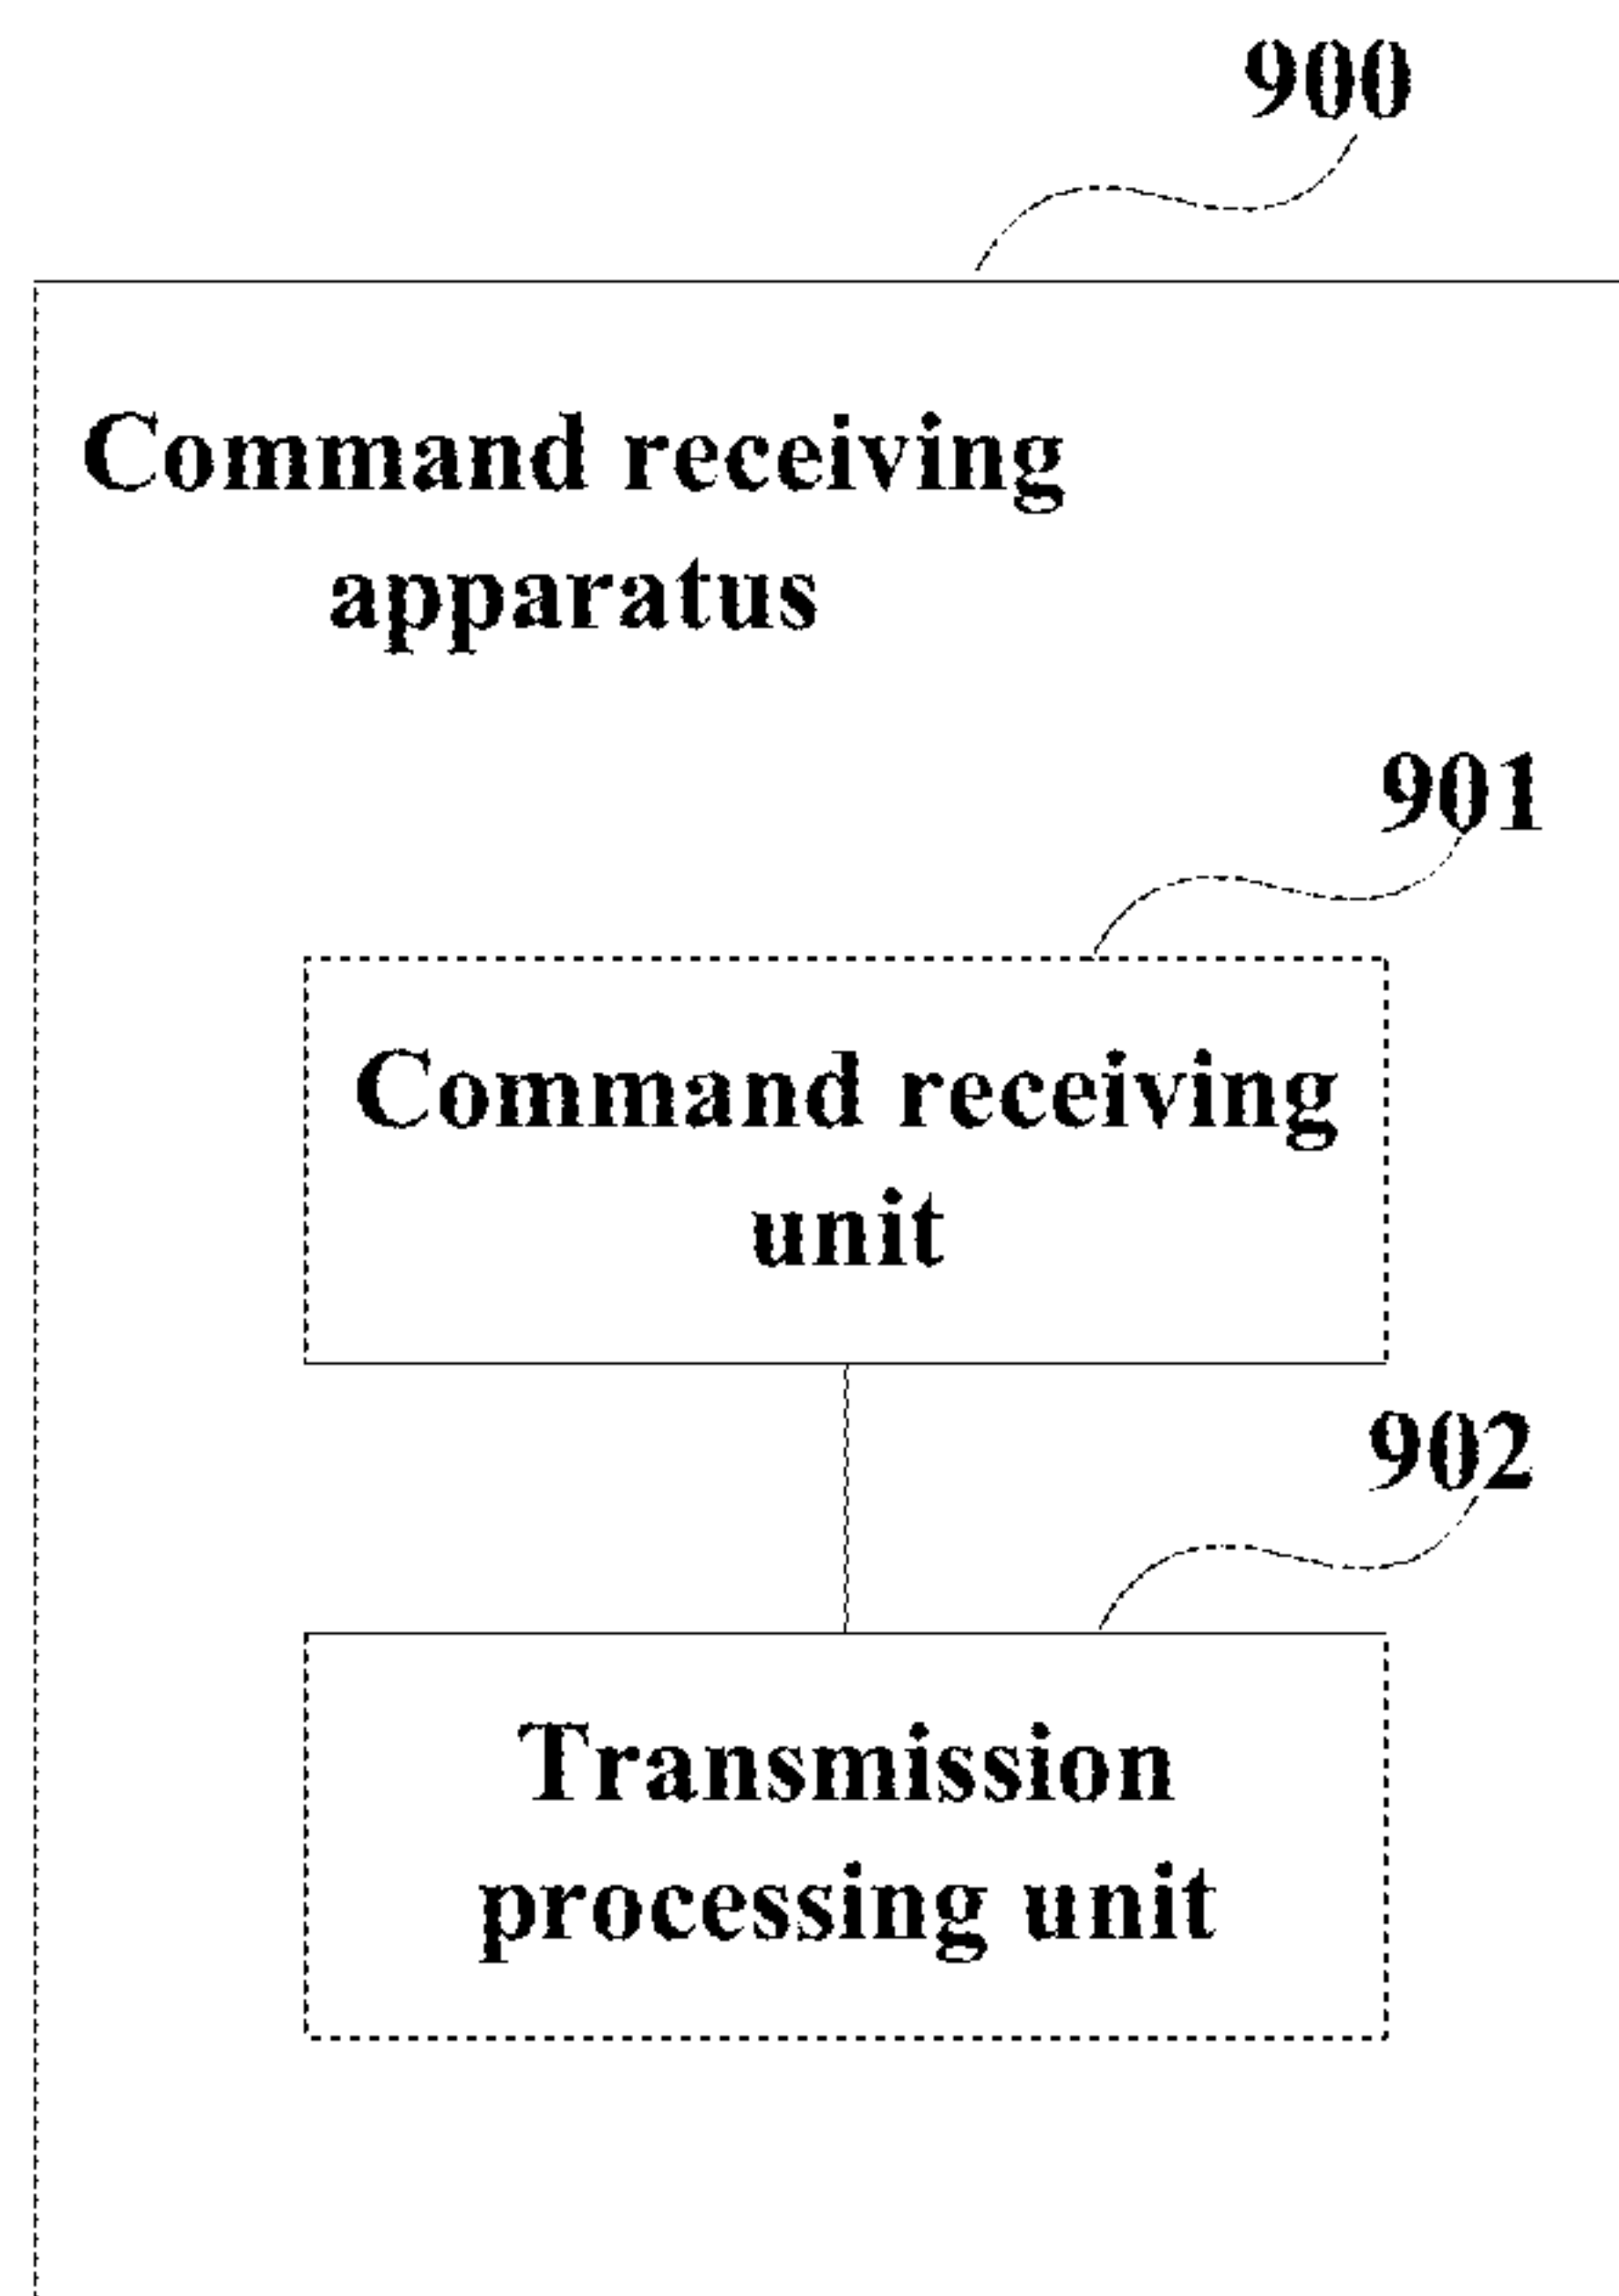 900
Command receiving
apparatus
901
Command receiving
unit
902
Transmission
processing unit